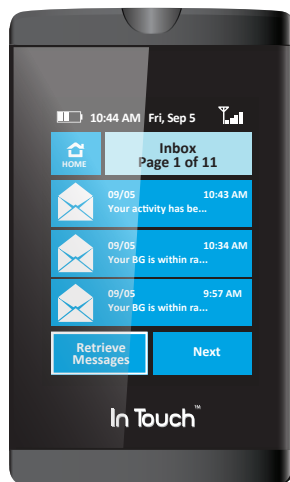 10:44 AM Fri, Sep 5
HOME
Inbox
Page 1 of 11
09/05 10:43 AM
Your activity has be...
09/05 10:34 AM
Your BG is within ra...
09/05 9:57 AM
Your BG is within ra...
Retrieve
Messages
Next
In Touch™